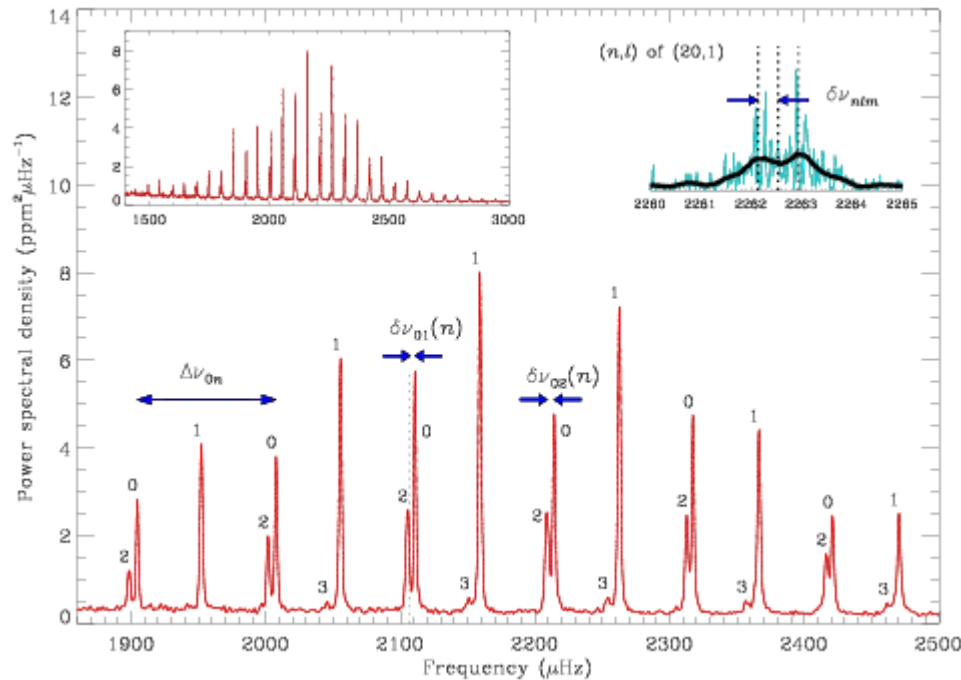 14
12
10
8
6
4
2
0
Power spectral density (ppm²μHz⁻¹)
8
6
4
2
0
1500 2000 2500 3000
(n,l) of (20,1)
δν_nlm
2260 2261 2262 2263 2264 2265
Δν_0n
δν_01(n)
δν_02(n)
2 0 1 2 0 3 1 2 0 3 1 2 0 3 1 2 0 3 1 2 0 3 1
1900 2000 2100 2200 2300 2400 2500
Frequency (μHz)